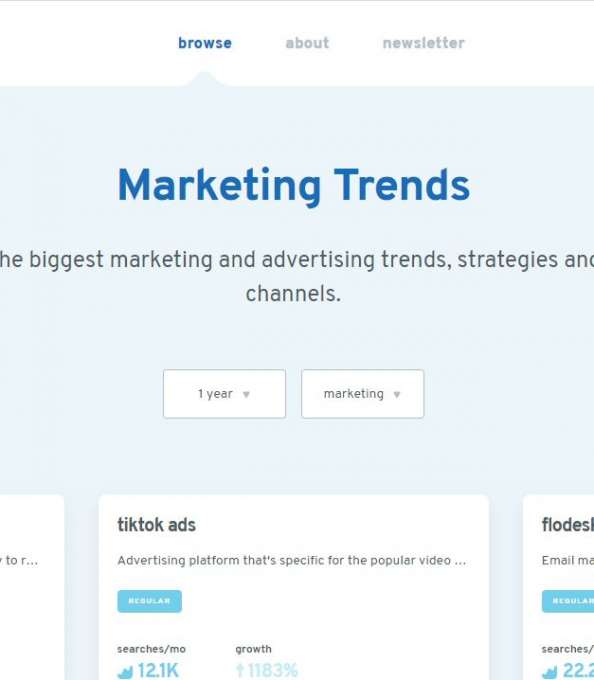 browse about newsletter
Marketing Trends
he biggest marketing and advertising trends, strategies and
channels.
1 year marketing
tiktok ads flodesk
y to r... Advertising platform that's specific for the popular video ... Email ma
REGULAR REGULAR
searches/mo growth searches/
12.1K 1183% 22.2